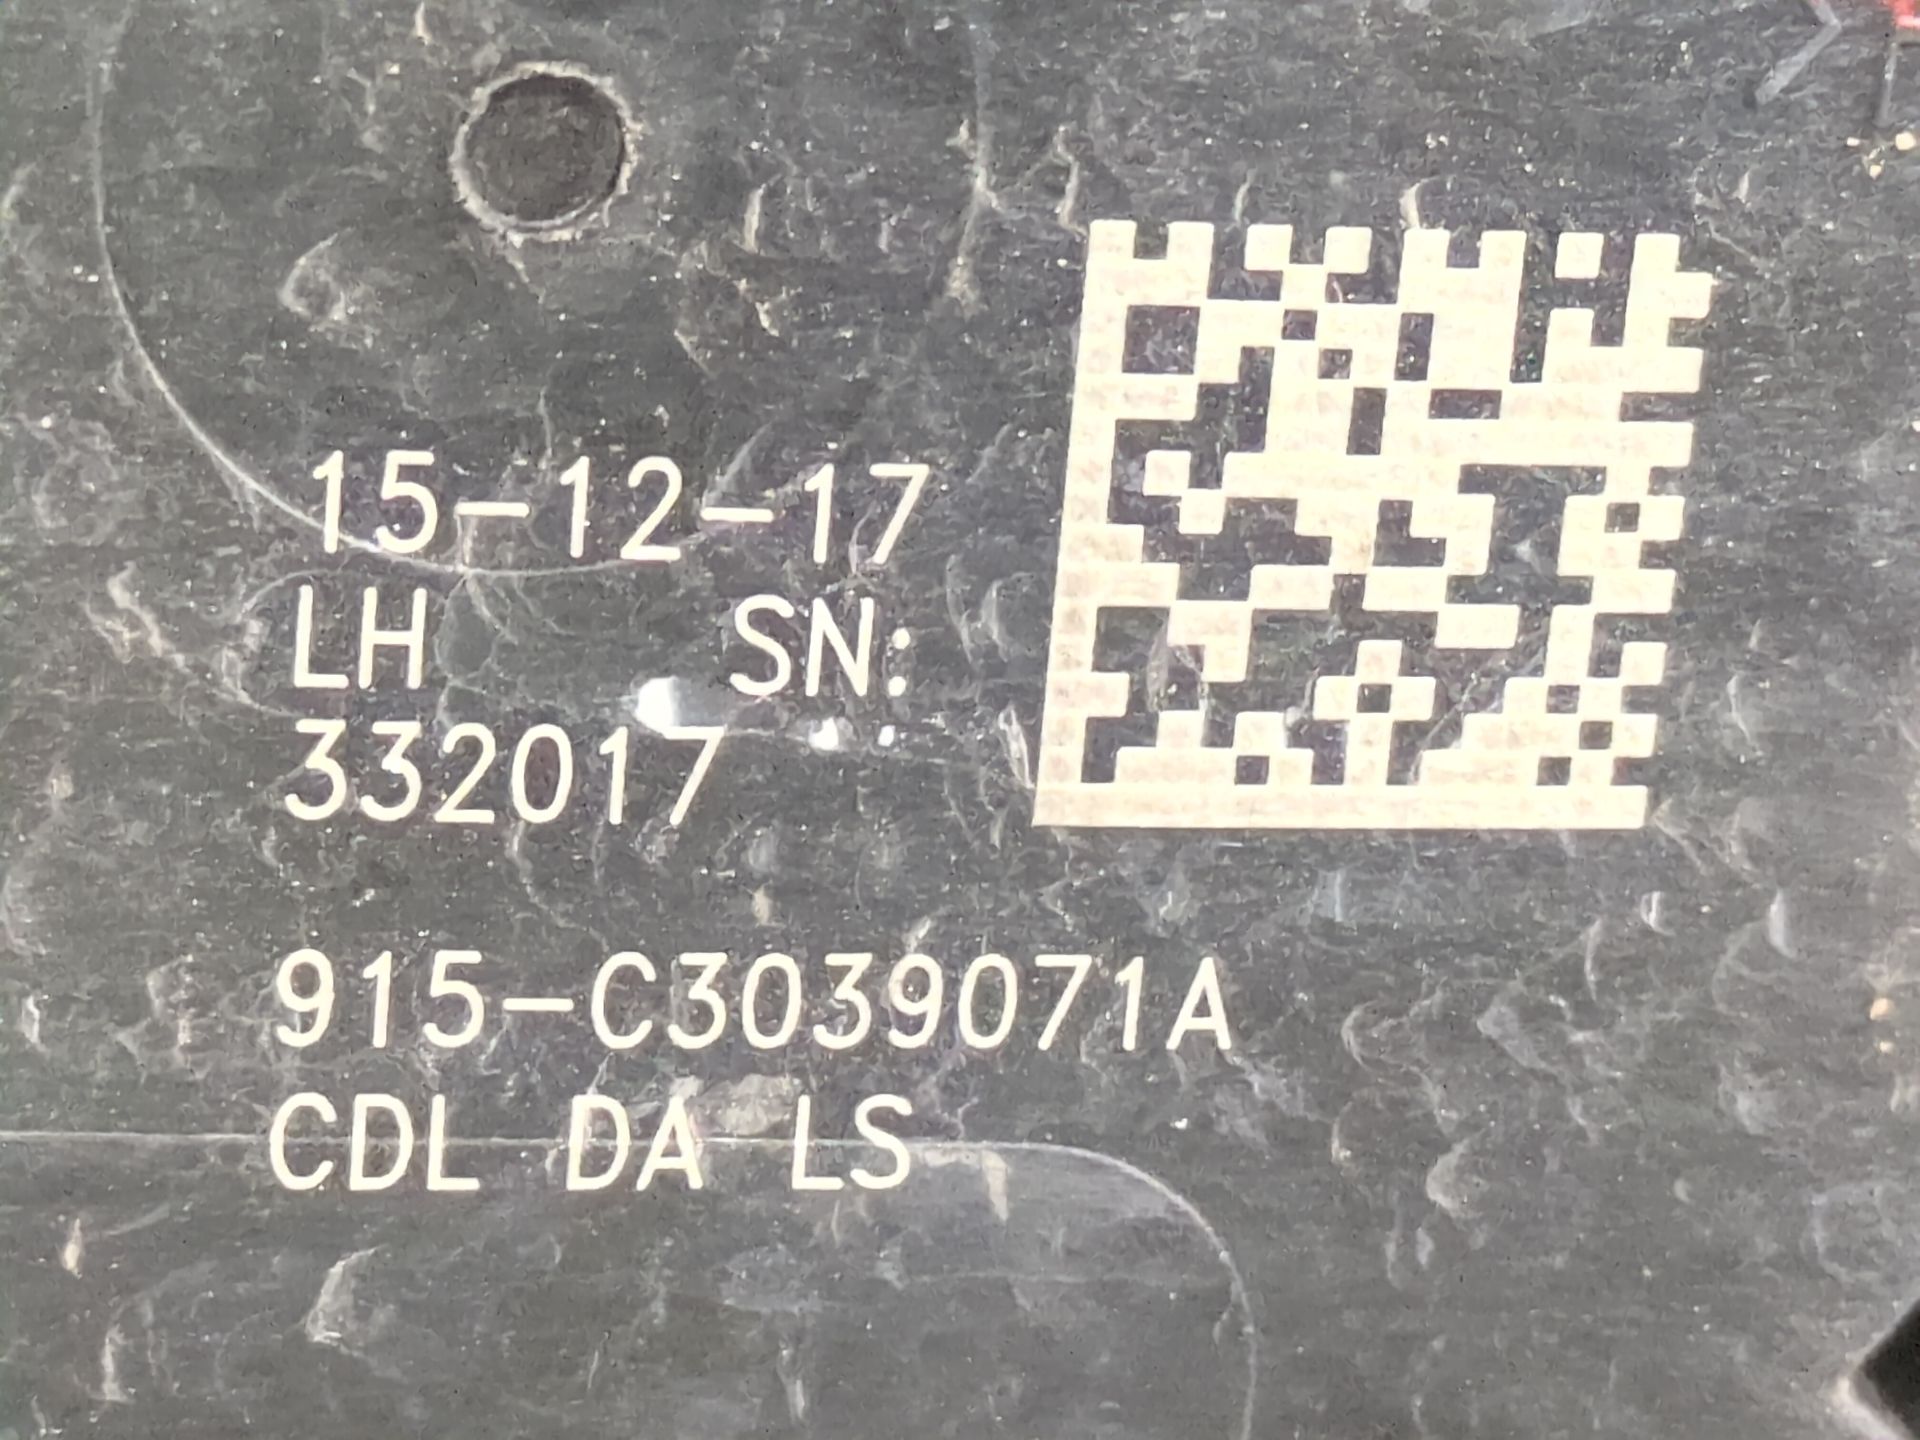 15-12-17
LH SN:
332017
915-C3039071A
CDL DA LS